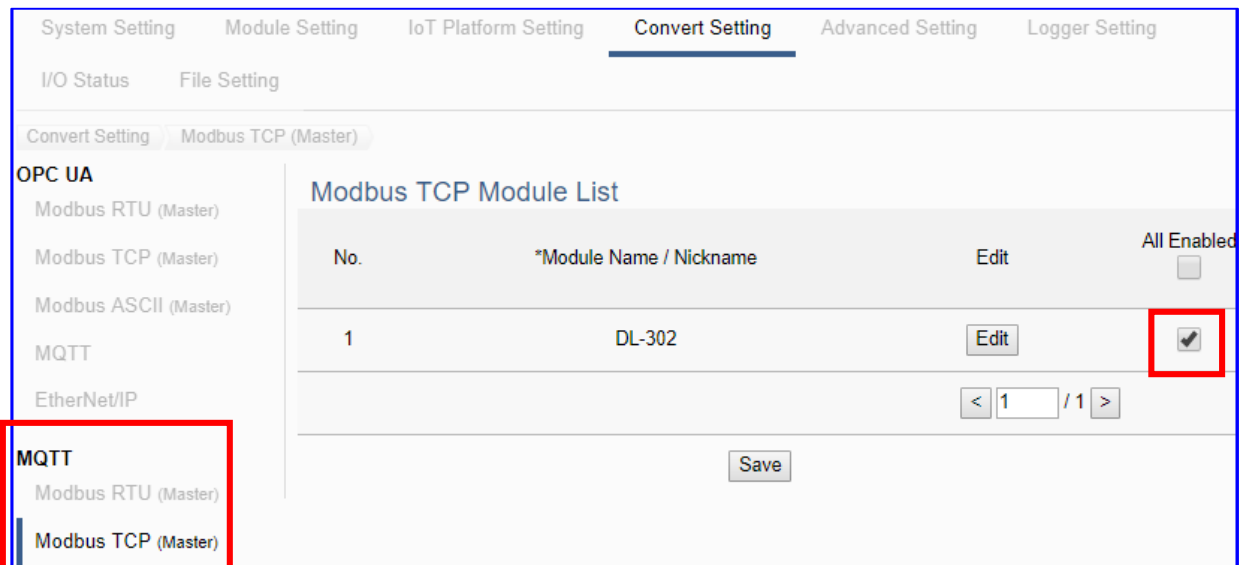 System Setting Module Setting IoT Platform Setting Convert Setting Advanced Setting Logger Setting
I/O Status File Setting
Convert Setting Modbus TCP (Master)
OPC UA
Modbus RTU (Master)
Modbus TCP (Master)
Modbus ASCII (Master)
MQTT
EtherNet/IP
MQTT
Modbus RTU (Master)
Modbus TCP (Master)
Modbus TCP Module List
No. *Module Name / Nickname Edit All Enabled
1 DL-302 Edit
< 1 / 1 >
Save